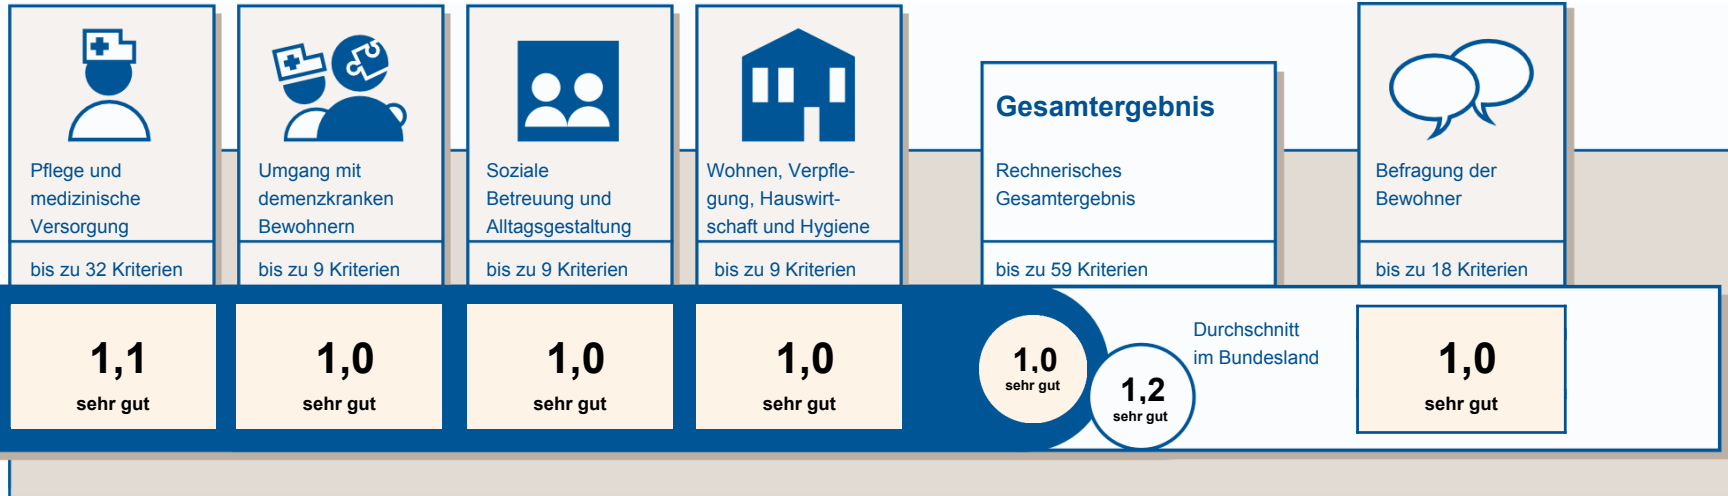 Pflege und
medizinische
Versorgung
bis zu 32 Kriterien
1,1
sehr gut
Umgang mit
demenzkranken
Bewohnern
bis zu 9 Kriterien
1,0
sehr gut
Soziale
Betreuung und
Alltagsgestaltung
bis zu 9 Kriterien
1,0
sehr gut
Wohnen, Verpfle-
gung, Hauswirt-
schaft und Hygiene
bis zu 9 Kriterien
1,0
sehr gut
Gesamtergebnis
Rechnerisches
Gesamtergebnis
bis zu 59 Kriterien
1,0
sehr gut
Durchschnitt
im Bundesland
1,2
sehr gut
Befragung der
Bewohner
bis zu 18 Kriterien
1,0
sehr gut